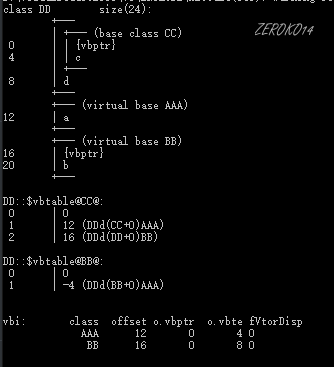 class DD size(24):
+---
| +--- (base class CC)
0 | | {vbptr}
4 | | c
| +---
8 | d
+---
+--- (virtual base AAA)
12 | a
+---
+--- (virtual base BB)
16 | {vbptr}
20 | b
+---
DD::$vbtable@CC@:
0 | 0
1 | 12 (DDd(CC+0)AAA)
2 | 16 (DDd(DD+0)BB)
DD::$vbtable@BB@:
0 | 0
1 | -4 (DDd(BB+0)AAA)
vbi: class offset o.vbptr o.vbte fVtorDisp
AAA 12 0 4 0
BB 16 0 8 0
ZEROKO14